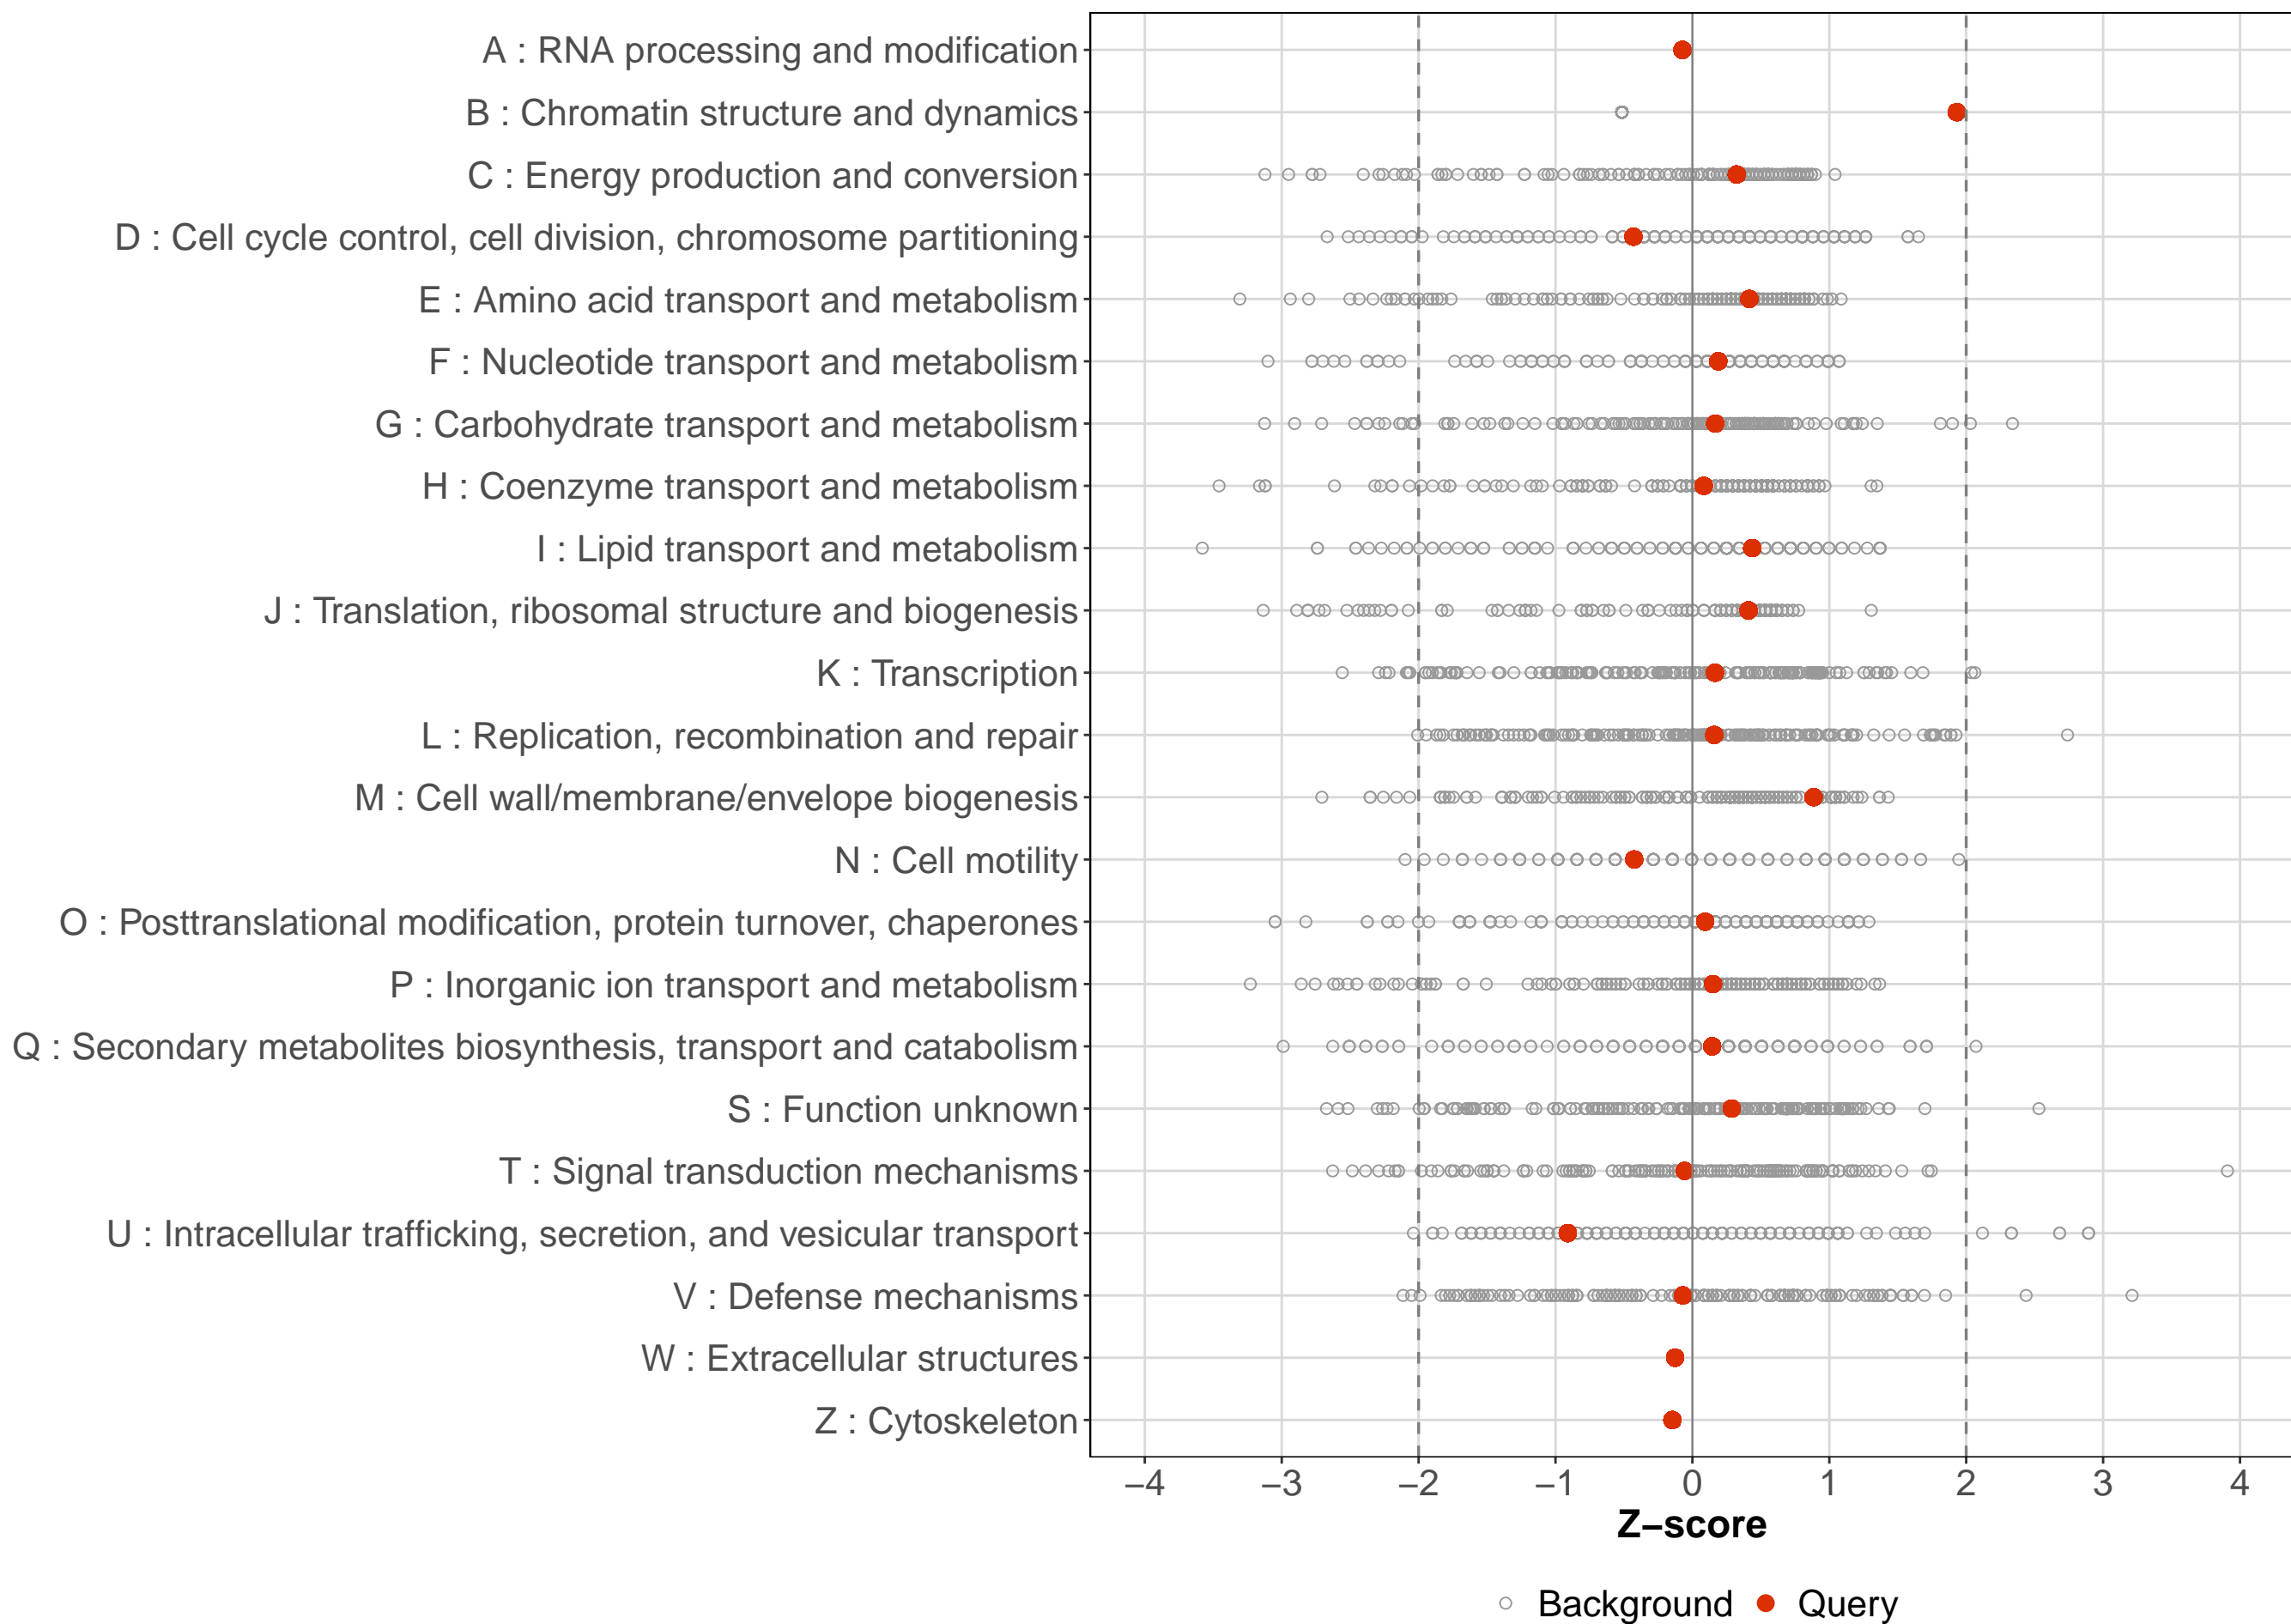 A : RNA processing and modification
B : Chromatin structure and dynamics
C : Energy production and conversion
D : Cell cycle control, cell division, chromosome partitioning
E : Amino acid transport and metabolism
F : Nucleotide transport and metabolism
G : Carbohydrate transport and metabolism
H : Coenzyme transport and metabolism
I : Lipid transport and metabolism
J : Translation, ribosomal structure and biogenesis
K : Transcription
L : Replication, recombination and repair
M : Cell wall/membrane/envelope biogenesis
N : Cell motility
O : Posttranslational modification, protein turnover, chaperones
P : Inorganic ion transport and metabolism
Q : Secondary metabolites biosynthesis, transport and catabolism
S : Function unknown
T : Signal transduction mechanisms
U : Intracellular trafficking, secretion, and vesicular transport
V : Defense mechanisms
W : Extracellular structures
Z : Cytoskeleton
−4 −3 −2 −1 0 1 2 3 4
Z−score
Background Query